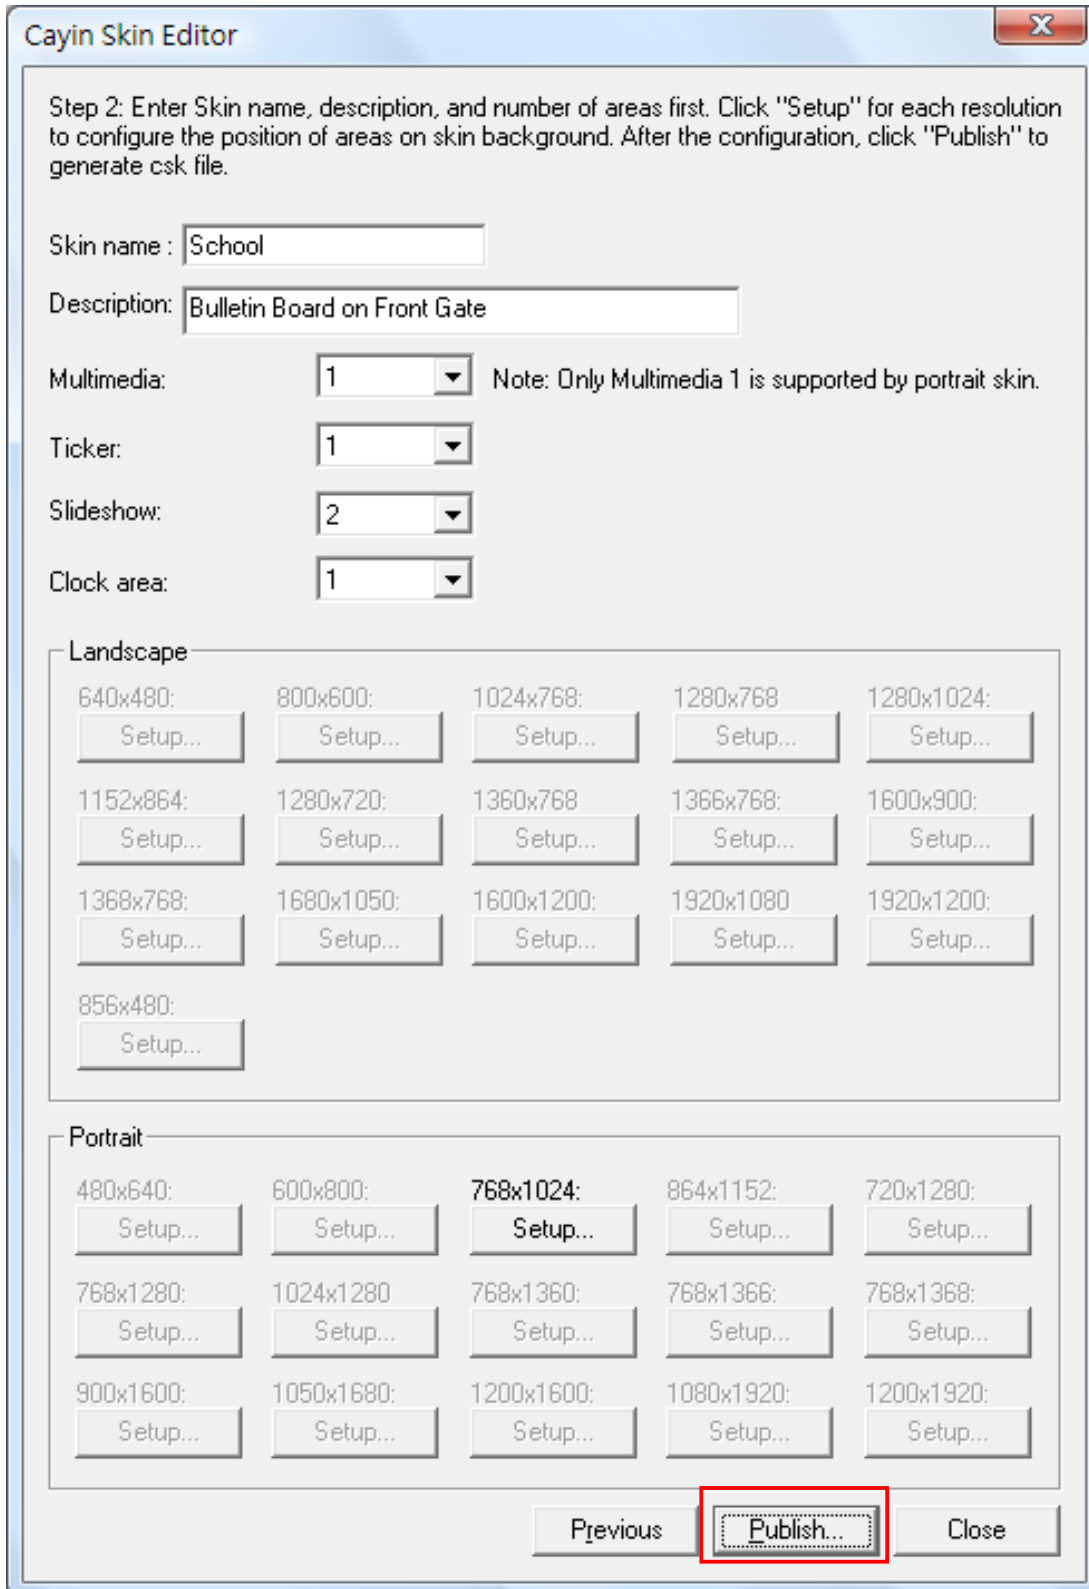 Cayin Skin Editor
Step 2: Enter Skin name, description, and number of areas first. Click "Setup" for each resolution
to configure the position of areas on skin background. After the configuration, click "Publish" to
generate csk file.
Skin name : School
Description: Bulletin Board on Front Gate
Multimedia: 1 Note: Only Multimedia 1 is supported by portrait skin.
Ticker: 1
Slideshow: 2
Clock area: 1
Landscape
640x480: 800x600: 1024x768: 1280x768 1280x1024:
Setup... Setup... Setup... Setup... Setup...
1152x864: 1280x720: 1360x768 1366x768: 1600x900:
Setup... Setup... Setup... Setup... Setup...
1368x768: 1680x1050: 1600x1200: 1920x1080 1920x1200:
Setup... Setup... Setup... Setup... Setup...
856x480:
Setup...
Portrait
480x640: 600x800: 768x1024: 864x1152: 720x1280:
Setup... Setup... Setup... Setup... Setup...
768x1280: 1024x1280 768x1360: 768x1366: 768x1368:
Setup... Setup... Setup... Setup... Setup...
900x1600: 1050x1680: 1200x1600: 1080x1920: 1200x1920:
Setup... Setup... Setup... Setup... Setup...
Previous Publish... Close